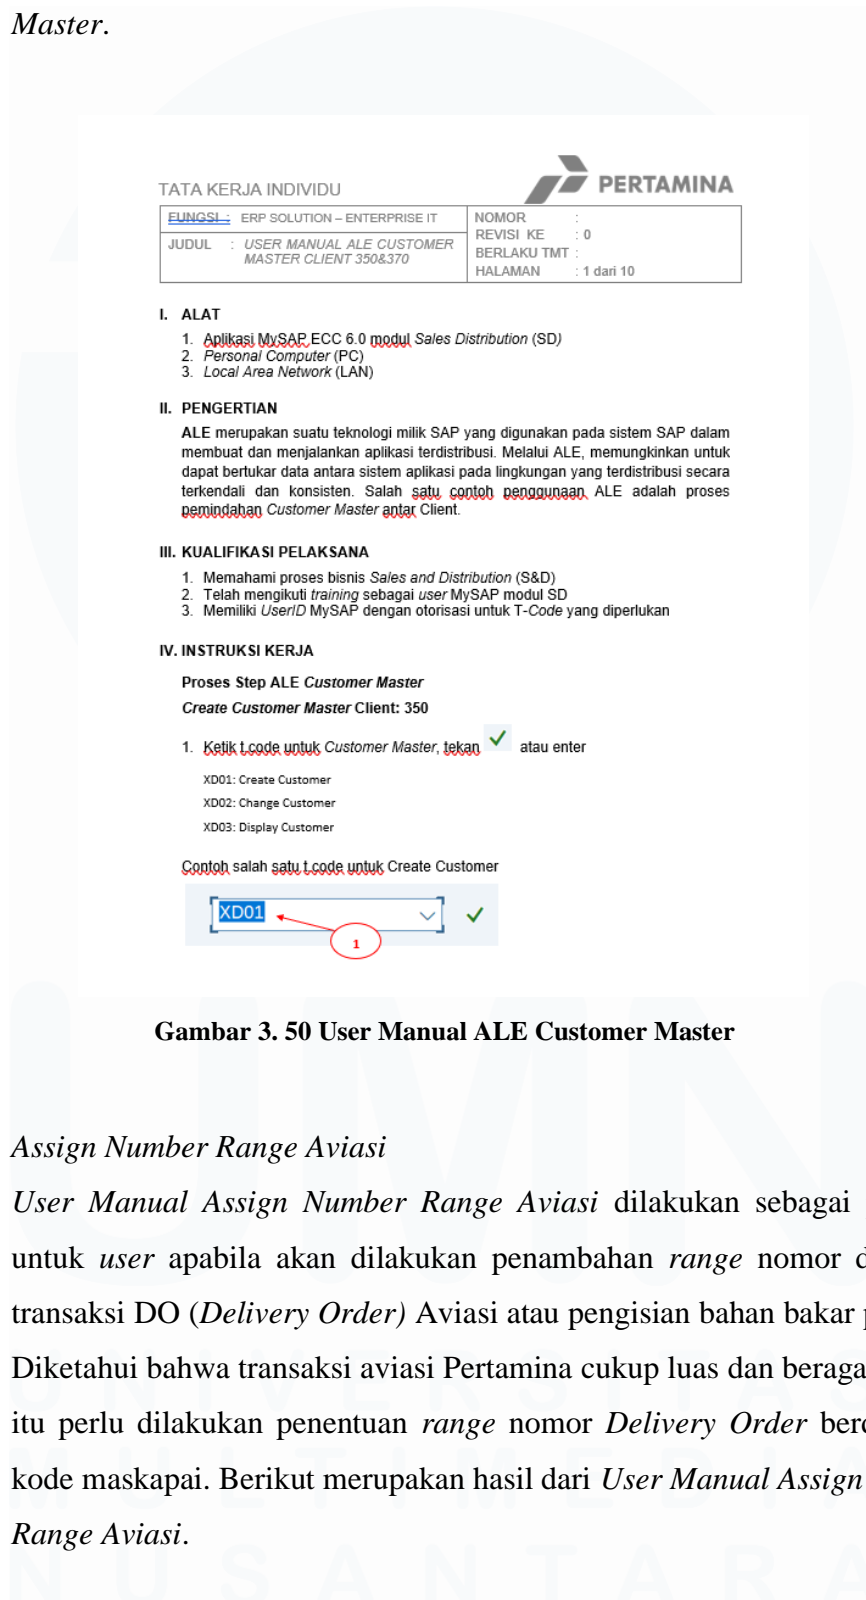 Master.
TATA KERJA INDIVIDU
PERTAMINA
FUNGSI : ERP SOLUTION – ENTERPRISE IT
JUDUL : USER MANUAL ALE CUSTOMER
MASTER CLIENT 350&370
NOMOR :
REVISI KE : 0
BERLAKU TMT :
HALAMAN : 1 dari 10
I. ALAT
1. Aplikasi MySAP ECC 6.0 modul Sales Distribution (SD)
2. Personal Computer (PC)
3. Local Area Network (LAN)
II. PENGERTIAN
ALE merupakan suatu teknologi milik SAP yang digunakan pada sistem SAP dalam
membuat dan menjalankan aplikasi terdistribusi. Melalui ALE, memungkinkan untuk
dapat bertukar data antara sistem aplikasi pada lingkungan yang terdistribusi secara
terkendali dan konsisten. Salah satu contoh penggunaan ALE adalah proses
pemindahan Customer Master antar Client.
III. KUALIFIKASI PELAKSANA
1. Memahami proses bisnis Sales and Distribution (S&D)
2. Telah mengikuti training sebagai user MySAP modul SD
3. Memiliki UserID MySAP dengan otorisasi untuk T-Code yang diperlukan
IV. INSTRUKSI KERJA
Proses Step ALE Customer Master
Create Customer Master Client: 350
1. Ketik t.code untuk Customer Master, tekan atau enter
XD01: Create Customer
XD02: Change Customer
XD03: Display Customer
Contoh salah satu t.code untuk Create Customer
XD01
1
Gambar 3. 50 User Manual ALE Customer Master
Assign Number Range Aviasi
User Manual Assign Number Range Aviasi dilakukan sebagai
untuk user apabila akan dilakukan penambahan range nomor
transaksi DO (Delivery Order) Aviasi atau pengisian bahan bakar
Diketahui bahwa transaksi aviasi Pertamina cukup luas dan
itu perlu dilakukan penentuan range nomor Delivery Order
kode maskapai. Berikut merupakan hasil dari User Manual Assign
Range Aviasi.
UMN
UNIVERSITAS
MULTIMEDIA
NUSANTARA